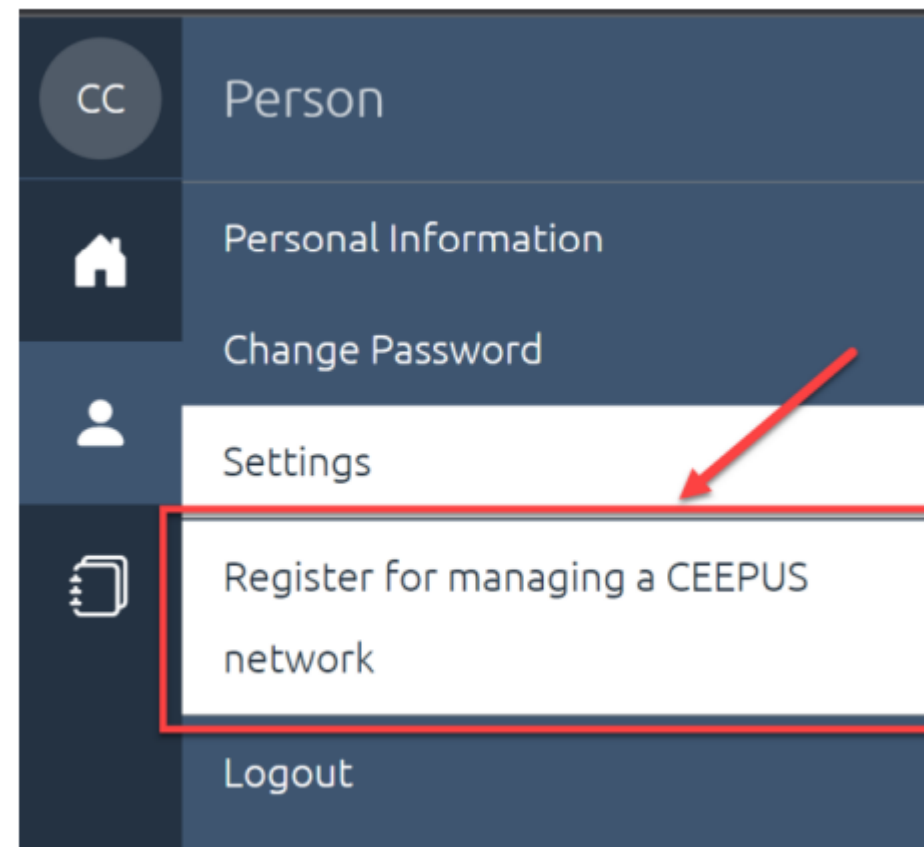 CC
Person
Personal Information
Change Password
Settings
Register for managing a CEEPUS
network
Logout